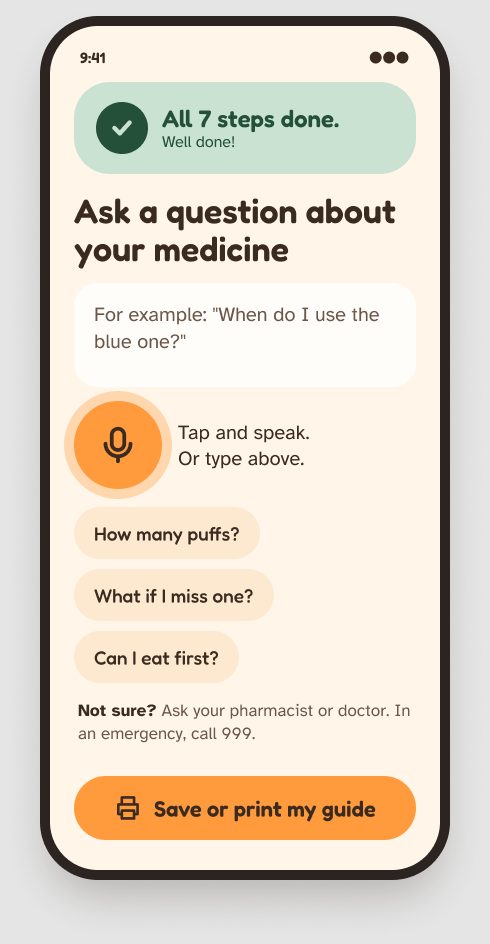 9:41
All 7 steps done.
Well done!
Ask a question about
your medicine
For example: "When do I use the
blue one?"
Tap and speak.
Or type above.
How many puffs?
What if I miss one?
Can I eat first?
Not sure? Ask your pharmacist or doctor. In
an emergency, call 999.
Save or print my guide